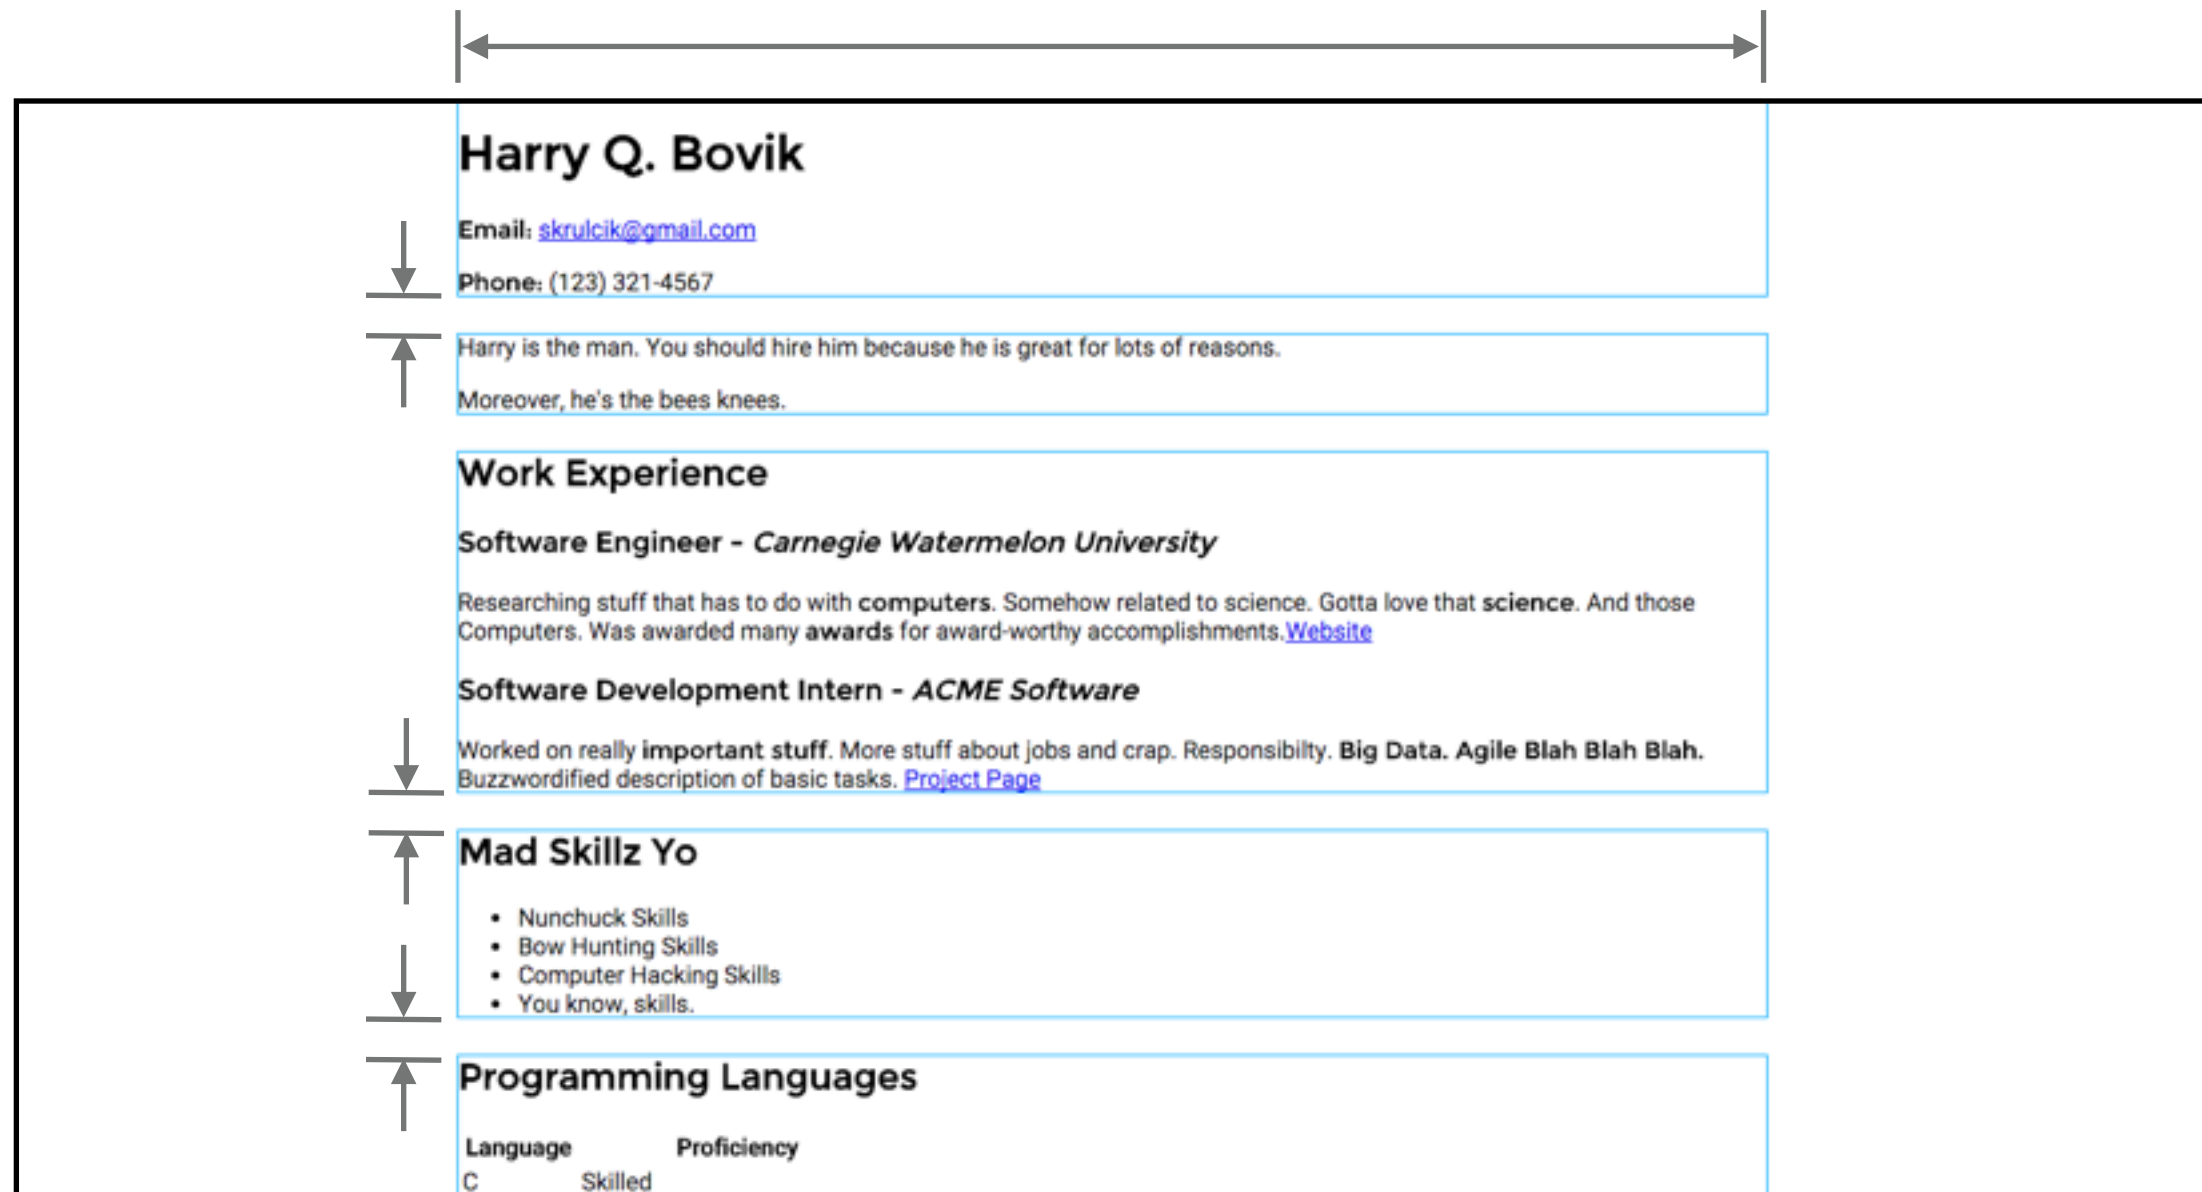 Harry Q. Bovik
Email: skrulcik@gmail.com
Phone: (123) 321-4567
Harry is the man. You should hire him because he is great for lots of reasons.
Moreover, he's the bees knees.
Work Experience
Software Engineer - Carnegie Watermelon University
Researching stuff that has to do with computers. Somehow related to science. Gotta love that science. And those
Computers. Was awarded many awards for award-worthy accomplishments.Website
Software Development Intern - ACME Software
Worked on really important stuff. More stuff about jobs and crap. Responsibilty. Big Data. Agile Blah Blah Blah.
Buzzwordified description of basic tasks. Project Page
Mad Skillz Yo
• Nunchuck Skills
• Bow Hunting Skills
• Computer Hacking Skills
• You know, skills.
Programming Languages
Language Proficiency
C Skilled